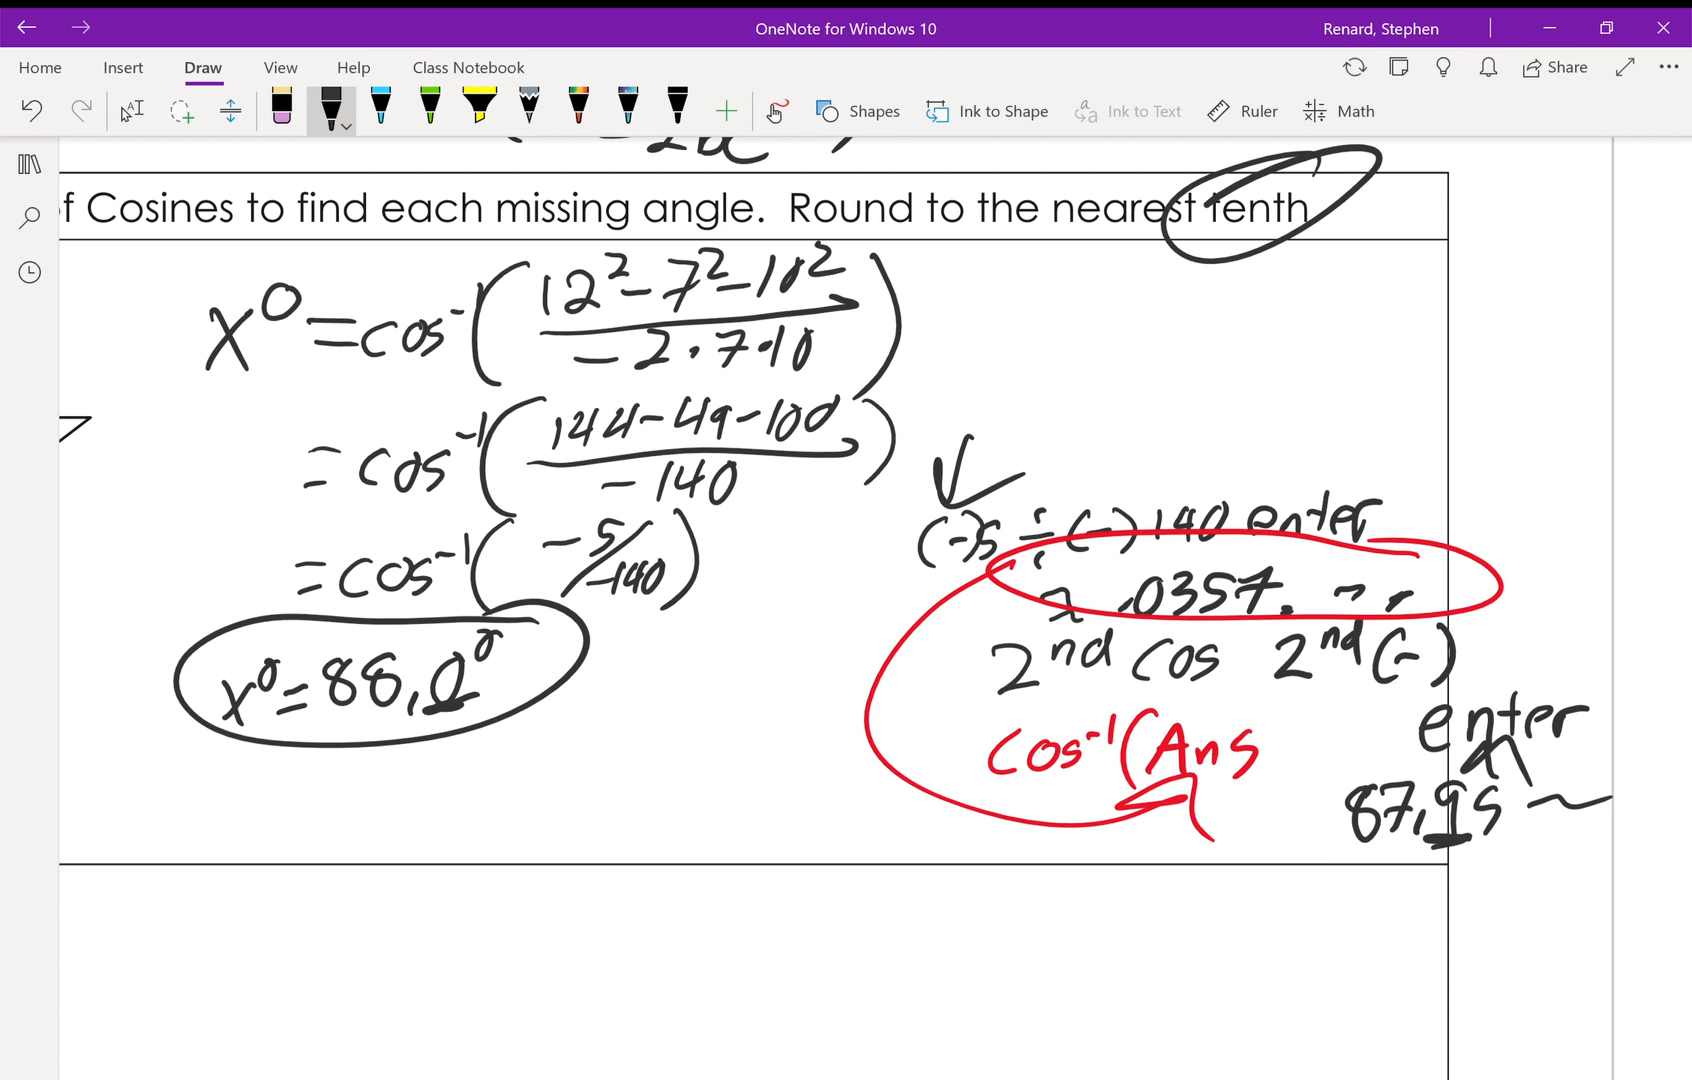 OneNote for Windows 10
Renard, Stephen
Home Insert Draw View Help Class Notebook
Share
Shapes Ink to Shape Ink to Text Ruler Math
f Cosines to find each missing angle. Round to the nearest tenth
x° = cos⁻¹(12² - 7² - 10² / -2 · 7 · 10)
= cos⁻¹(144 - 49 - 100 / -140)
= cos⁻¹(-5/-140)
x° = 88.0°
(-)5 ÷ (-)140 enter
≈ .0357...
2nd cos 2nd (-)
enter
cos⁻¹(Ans
87.95